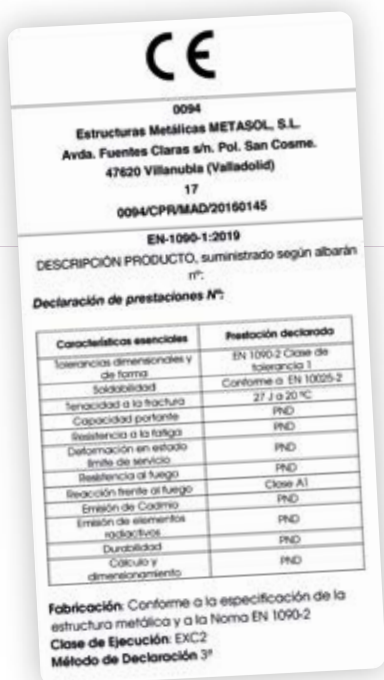 CE
0094
Estructuras Metálicas METASOL, S.L.
Avda. Fuentes Claras s/n. Pol. San Cosme.
47620 Villanubla (Valladolid)
17
0094/CPR/MAD/20160145
EN-1090-1:2019
DESCRIPCIÓN PRODUCTO, suministrado según albarán
nº:
Declaración de prestaciones Nº:
Características esenciales Prestación declarada
Tolerancias dimensionales y de forma EN 1090-2 Clase de tolerancia 1
Soldabilidad Conforme a EN 10025-2
Tenacidad a la fractura 27 J a 20 ºC
Capacidad portante PND
Resistencia a la fatiga PND
Deformación en estado límite de servicio PND
Resistencia al fuego PND
Reacción frente al fuego Clase A1
Emisión de Cadmio PND
Emisión de elementos radiactivos PND
Durabilidad PND
Cálculo y dimensionamiento PND
Fabricación: Conforme a la especificación de la
estructura metálica y a la Noma EN 1090-2
Clase de Ejecución: EXC2
Método de Declaración 3ª